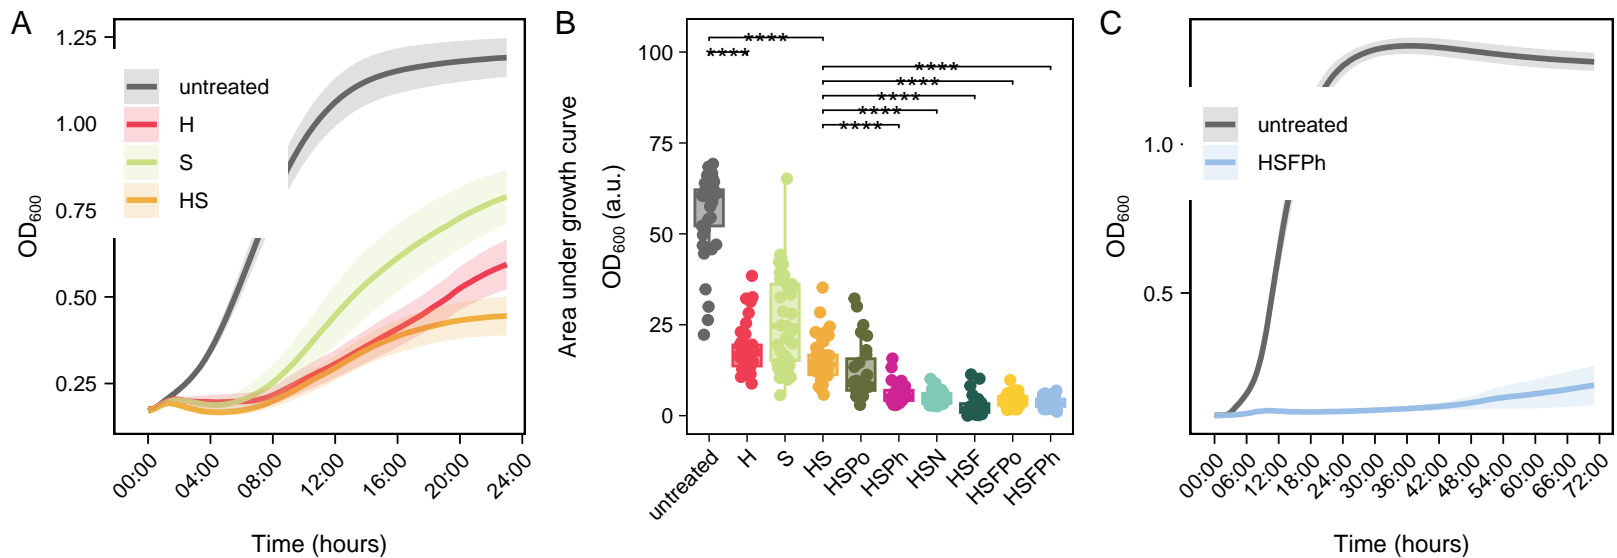 A
1.25
1.00
0.75
0.50
0.25
OD600
untreated
H
S
HS
00:00
04:00
08:00
12:00
16:00
20:00
24:00
Time (hours)
B
Area under growth curve
OD600 (a.u.)
100
75
50
25
0
****
****
****
****
****
****
****
untreated
H
S
HS
HSPo
HSPh
HSN
HSF
HSFPo
HSFPh
C
1.0
0.5
OD600
untreated
HSFPh
00:00
06:00
12:00
18:00
24:00
30:00
36:00
42:00
48:00
54:00
60:00
66:00
72:00
Time (hours)